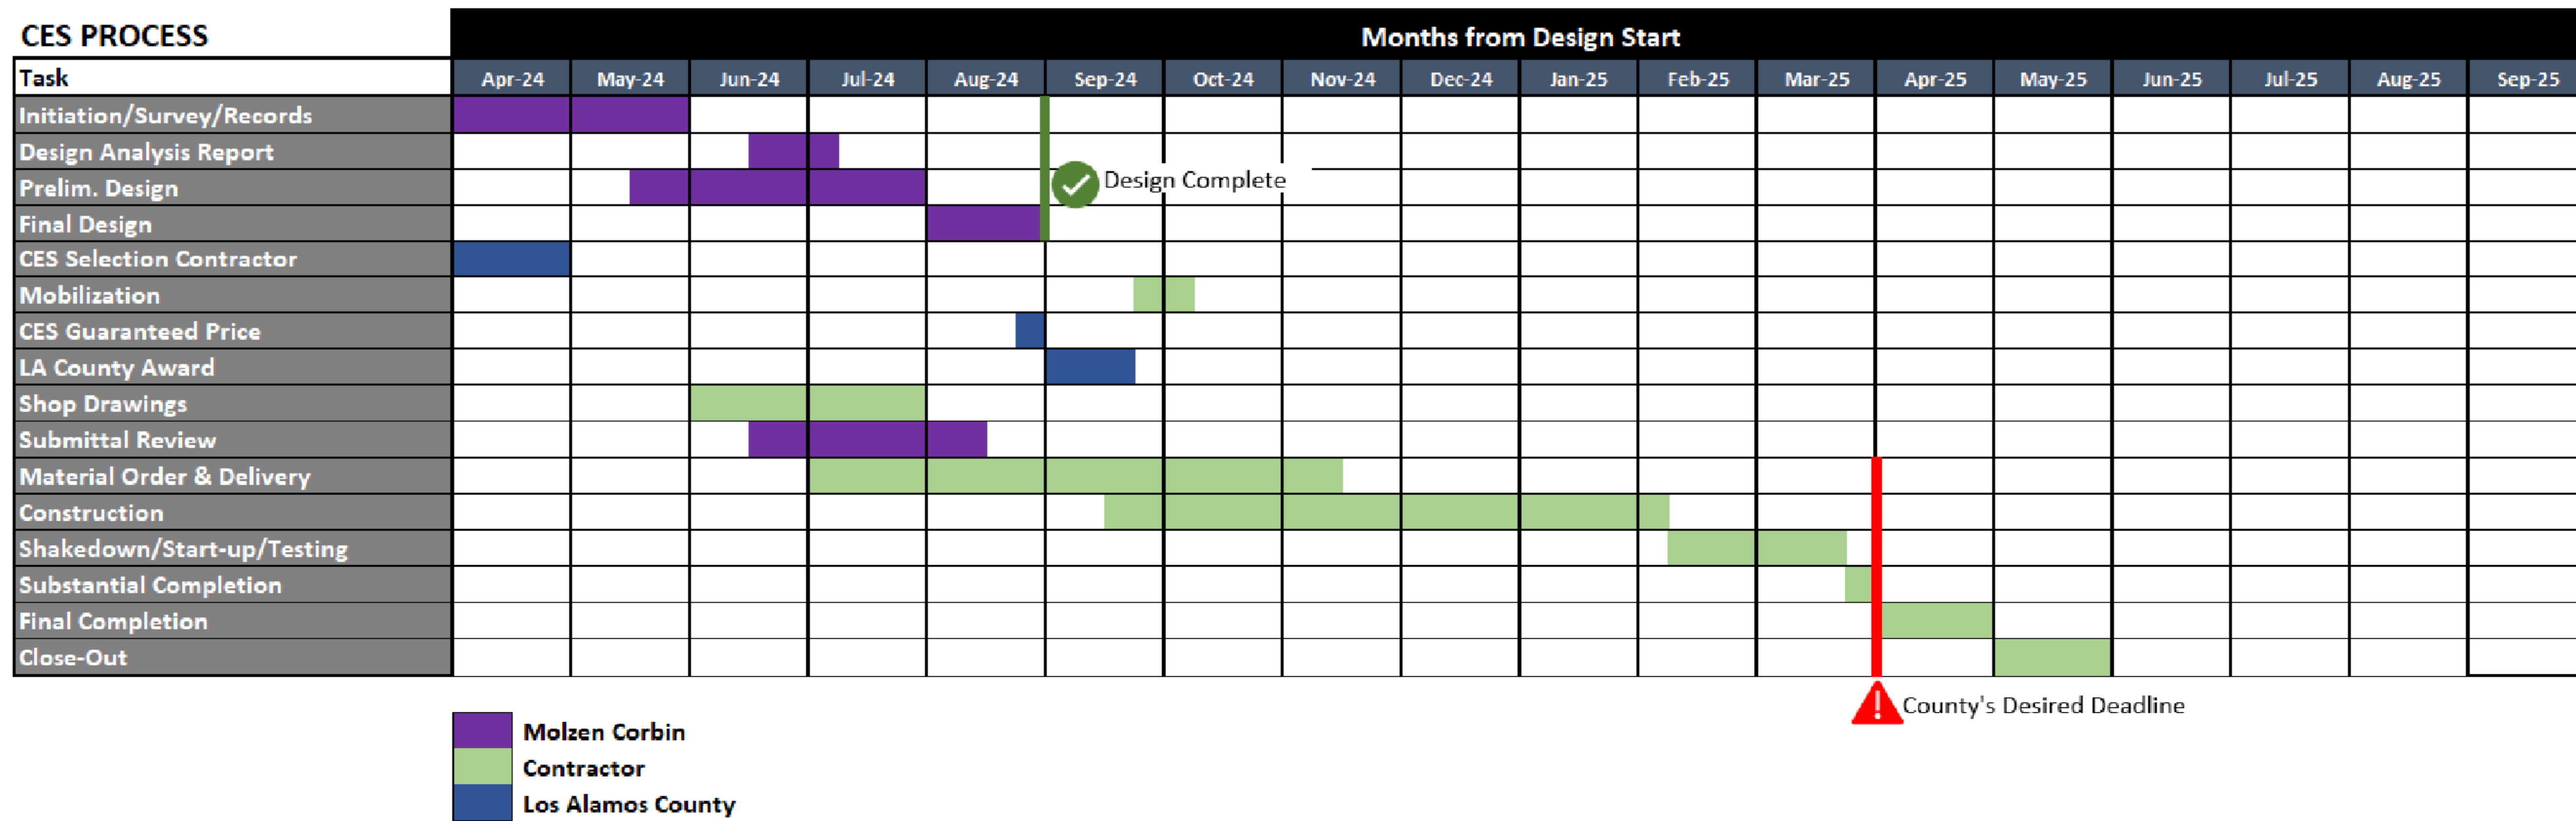 CES PROCESS
Months from Design Start
Task Apr-24 May-24 Jun-24 Jul-24 Aug-24 Sep-24 Oct-24 Nov-24 Dec-24 Jan-25 Feb-25 Mar-25 Apr-25 May-25 Jun-25 Jul-25 Aug-25 Sep-25
Initiation/Survey/Records
Design Analysis Report
Prelim. Design
Design Complete
Final Design
CES Selection Contractor
Mobilization
CES Guaranteed Price
LA County Award
Shop Drawings
Submittal Review
Material Order & Delivery
Construction
Shakedown/Start-up/Testing
Substantial Completion
Final Completion
Close-Out
County's Desired Deadline
Molzen Corbin
Contractor
Los Alamos County